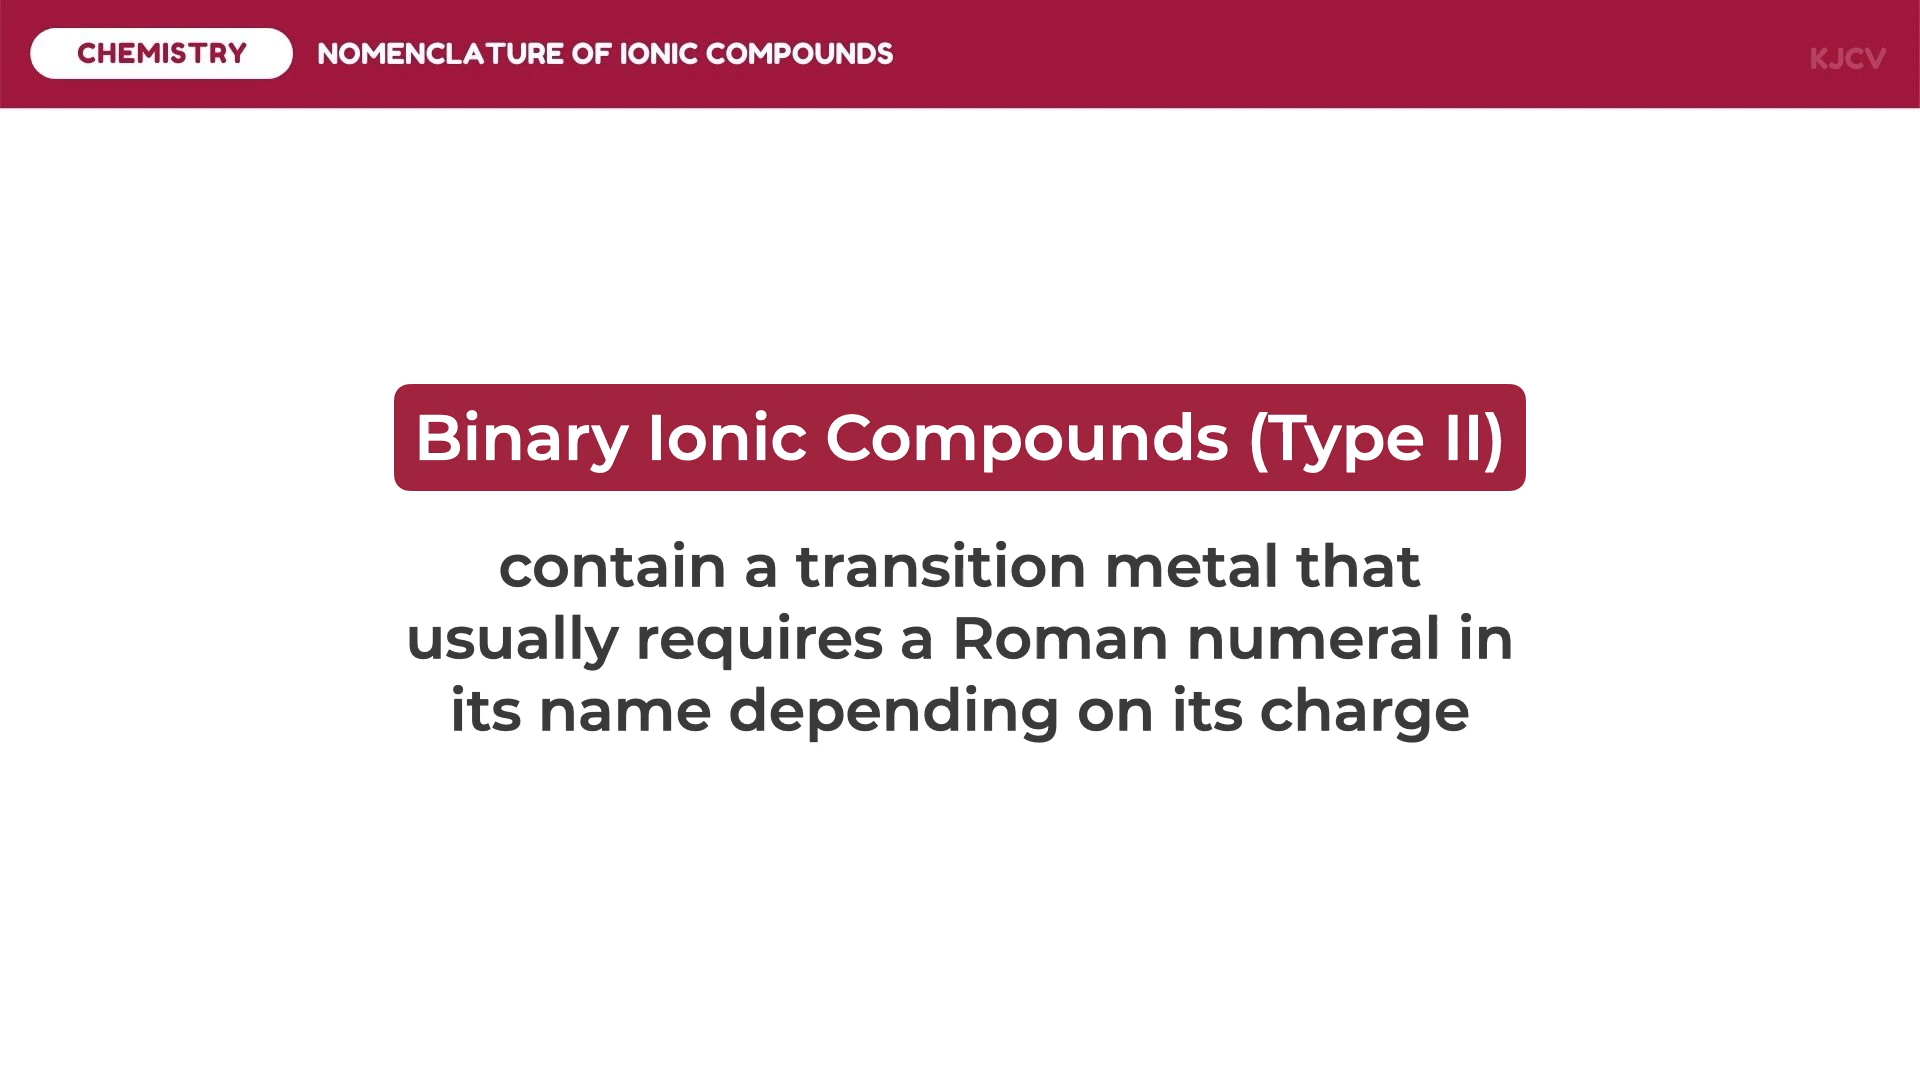 CHEMISTRY
NOMENCLATURE OF IONIC COMPOUNDS
KJCV
Binary Ionic Compounds (Type II)
contain a transition metal that
usually requires a Roman numeral in
its name depending on its charge